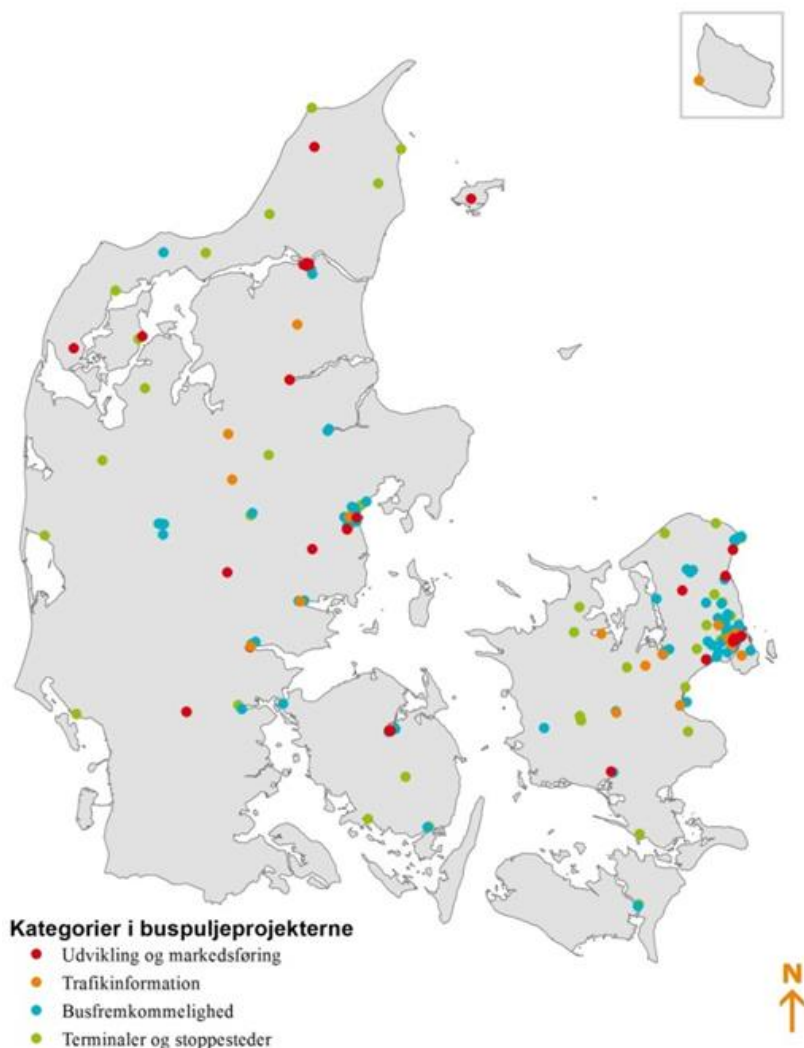 Kategorier i buspuljeprojekterne
Udvikling og markedsføring
Trafikinformation
Busfremkommelighed
Terminaler og stoppesteder
N